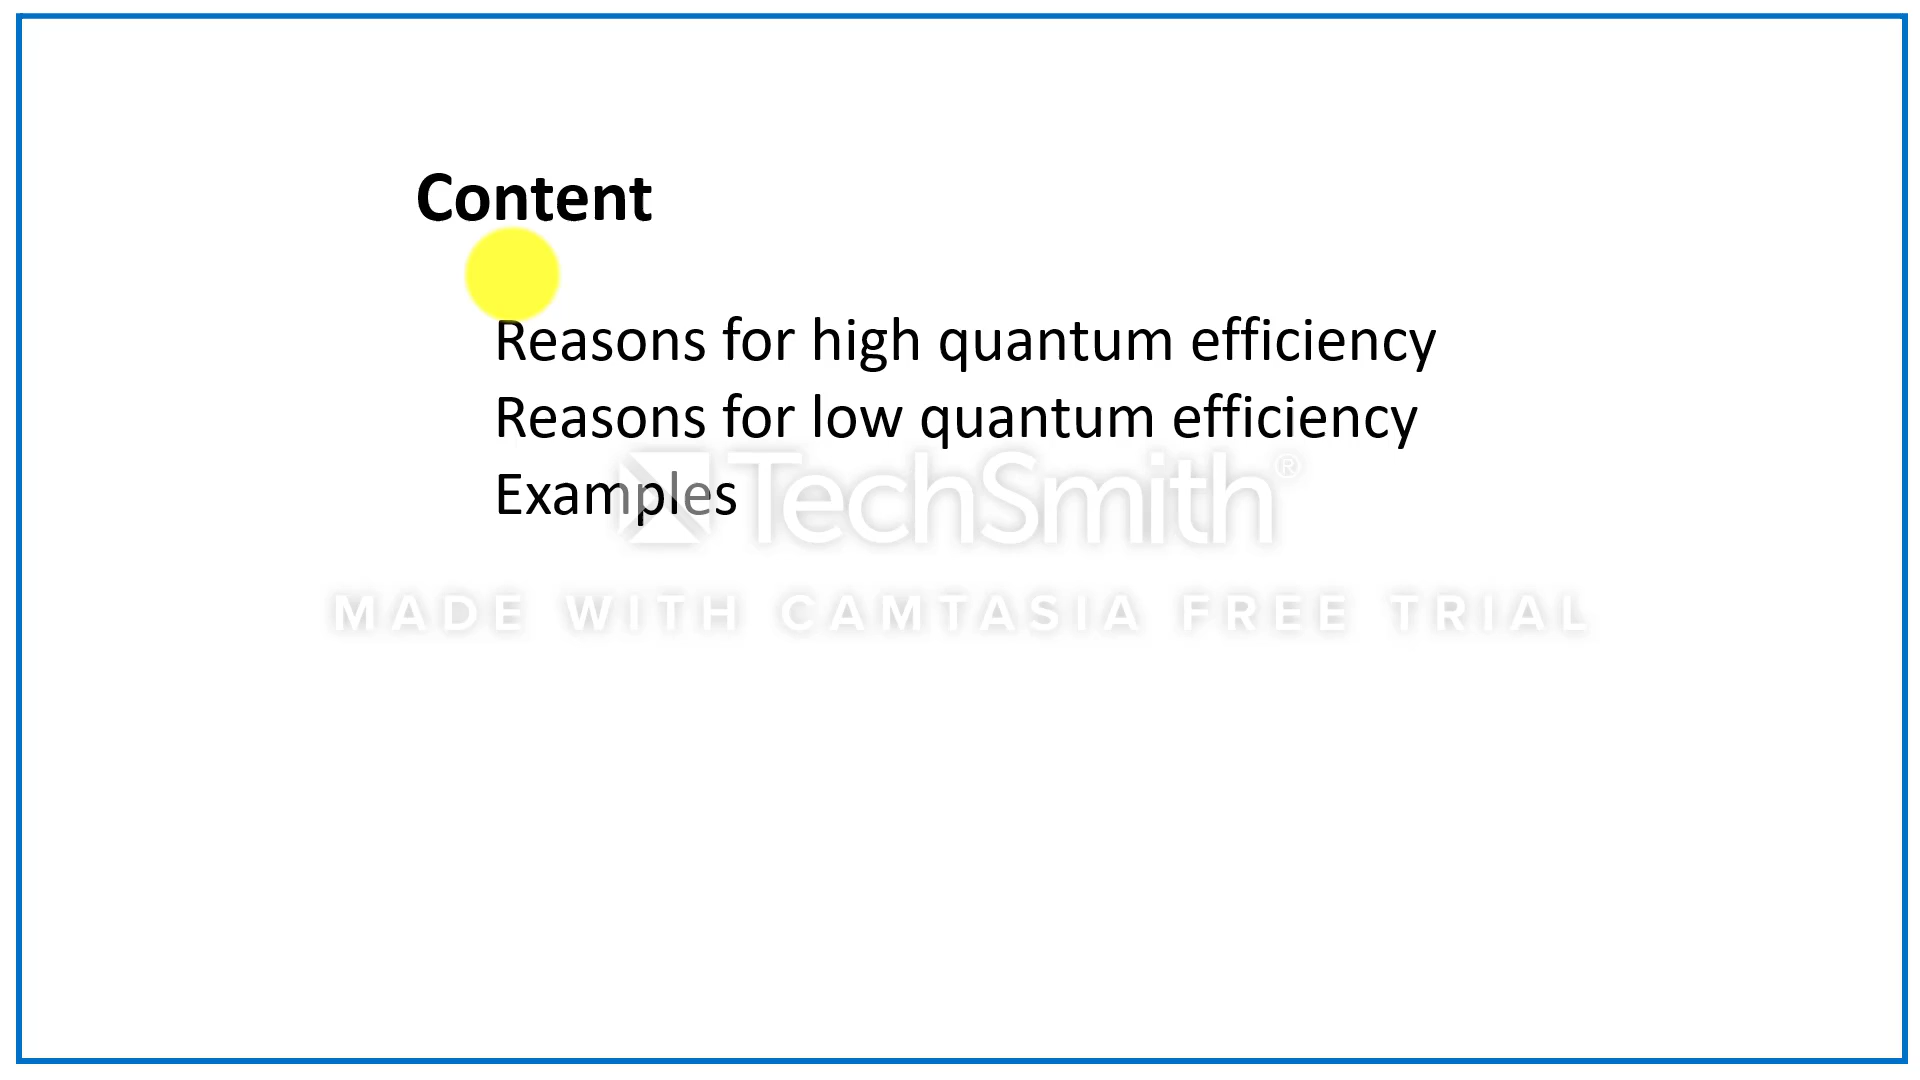 Content
Reasons for high quantum efficiency
Reasons for low quantum efficiency
Examples
TechSmith®
MADE WITH CAMTASIA FREE TRIAL